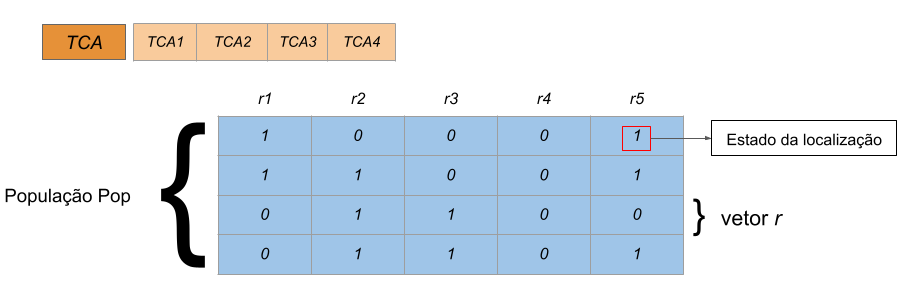 TCA TCA1 TCA2 TCA3 TCA4
r1 r2 r3 r4 r5
1 0 0 0 1 Estado da localização
1 1 0 0 1
População Pop
0 1 1 0 0 vetor r
0 1 1 0 1